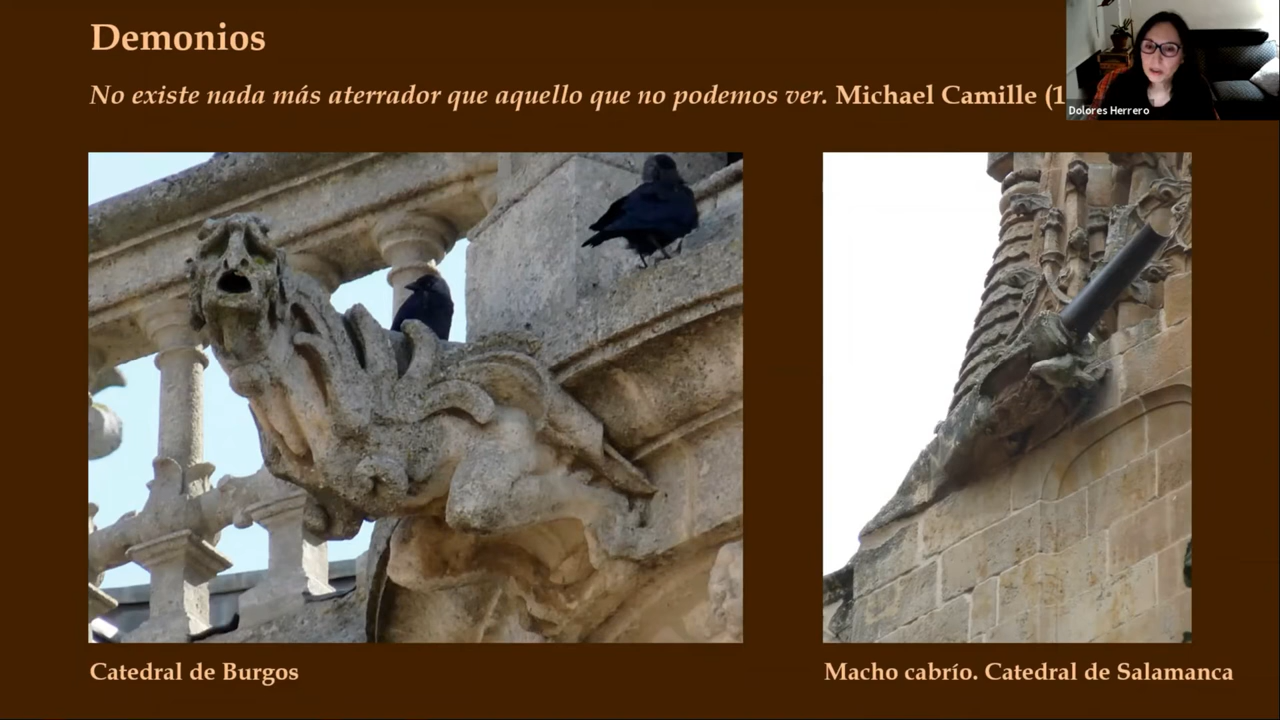 Demonios
No existe nada más aterrador que aquello que no podemos ver. Michael Camille (1
Dolores Herrero
Catedral de Burgos
Macho cabrío. Catedral de Salamanca